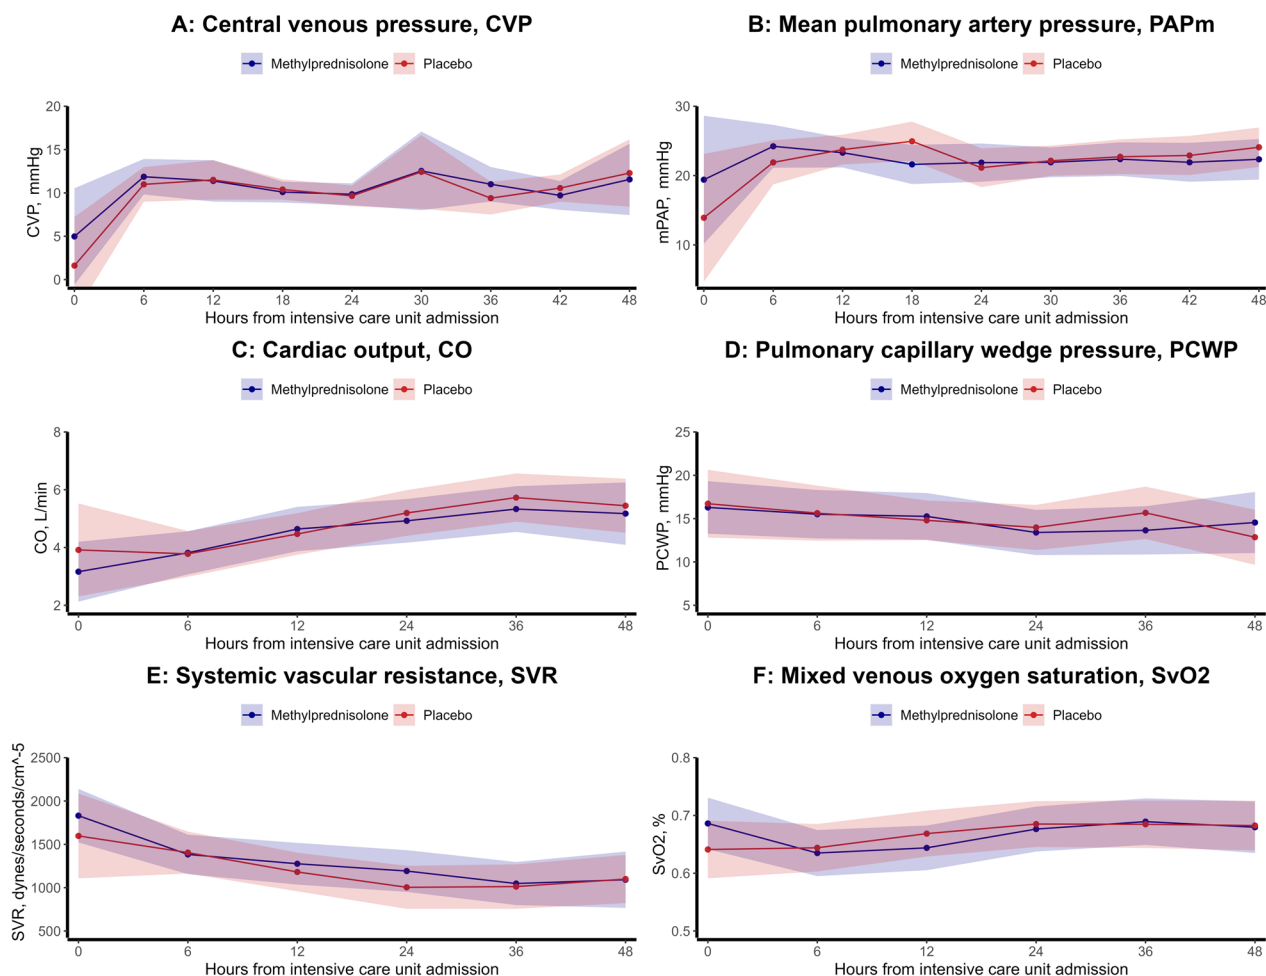 A: Central venous pressure, CVP
Methylprednisolone Placebo
CVP, mmHg
20
15
10
5
0
0 6 12 18 24 30 36 42 48
Hours from intensive care unit admission
B: Mean pulmonary artery pressure, PAPm
Methylprednisolone Placebo
mPAP, mmHg
30
20
10
0 6 12 18 24 30 36 42 48
Hours from intensive care unit admission
C: Cardiac output, CO
Methylprednisolone Placebo
CO, L/min
8
6
4
2
0 6 12 24 36 48
Hours from intensive care unit admission
D: Pulmonary capillary wedge pressure, PCWP
Methylprednisolone Placebo
PCWP, mmHg
25
20
15
10
5
0 6 12 24 36 48
Hours from intensive care unit admission
E: Systemic vascular resistance, SVR
Methylprednisolone Placebo
SVR, dynes/seconds/cm^-5
2500
2000
1500
1000
500
0 6 12 24 36 48
Hours from intensive care unit admission
F: Mixed venous oxygen saturation, SvO2
Methylprednisolone Placebo
SvO2, %
0.8
0.7
0.6
0.5
0 6 12 24 36 48
Hours from intensive care unit admission